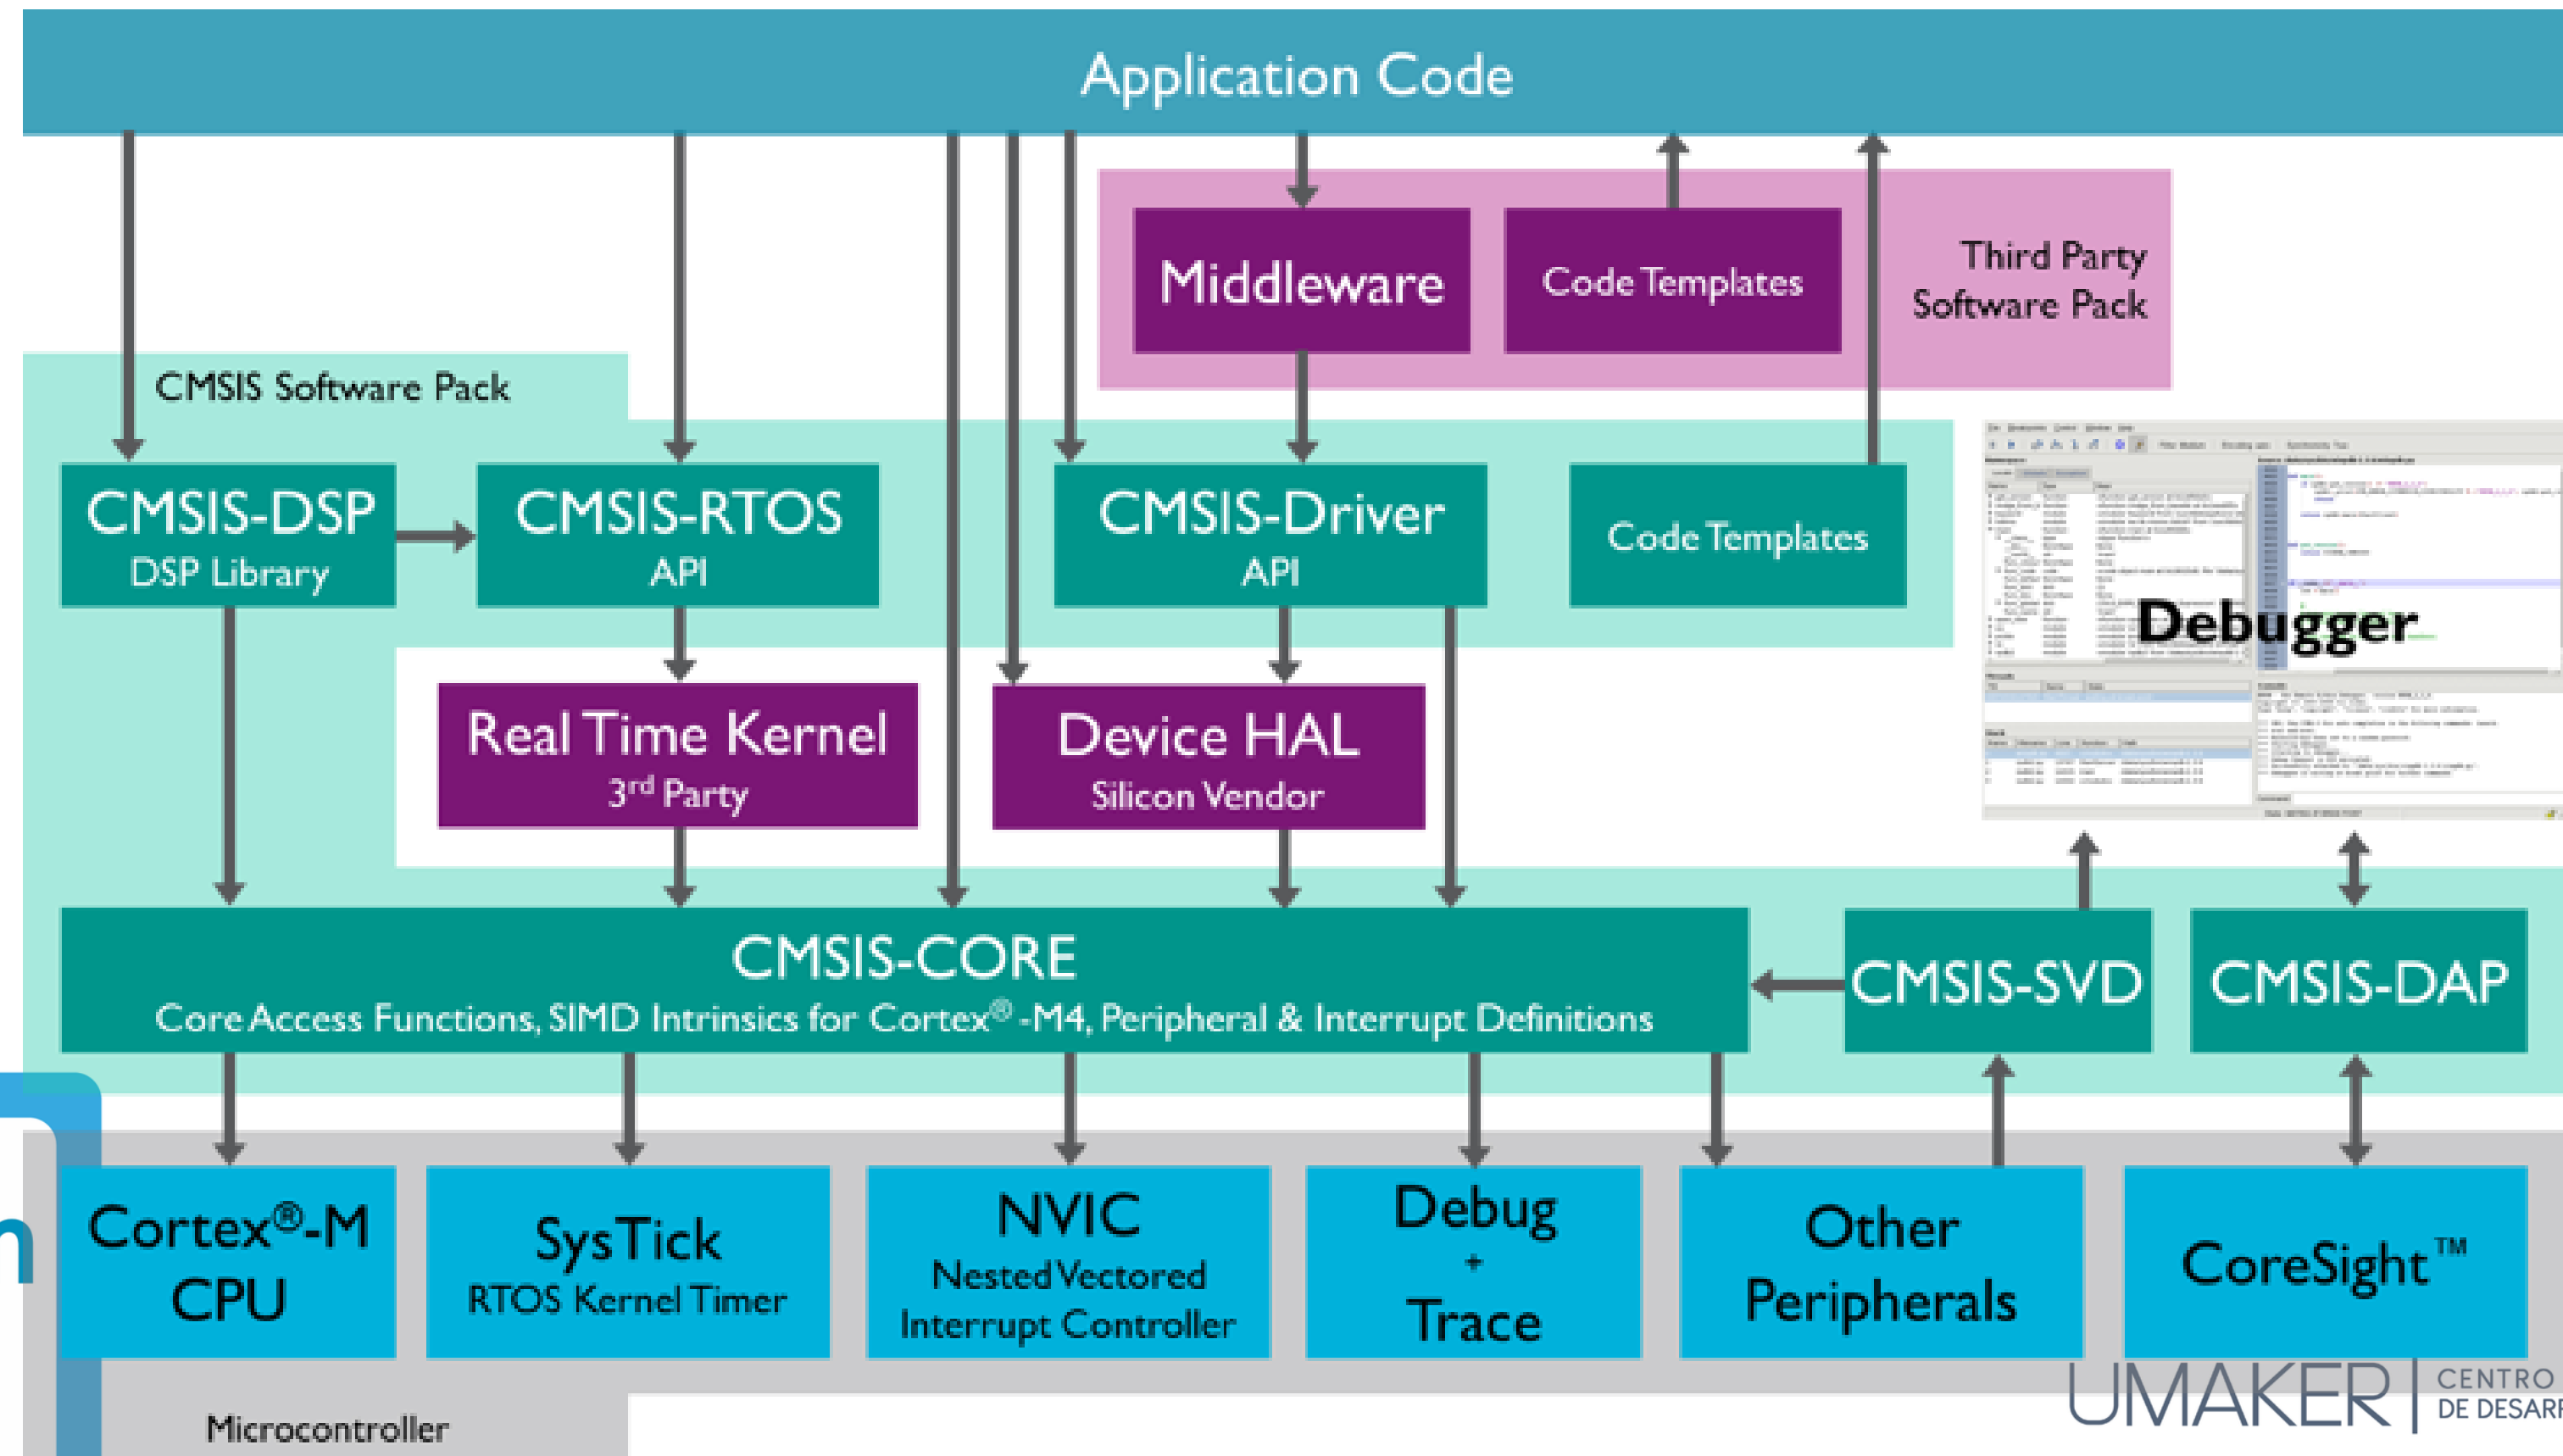 Application Code
Middleware
Code Templates
Third Party
Software Pack
CMSIS Software Pack
CMSIS-DSP
DSP Library
CMSIS-RTOS
API
CMSIS-Driver
API
Code Templates
Debugger
Real Time Kernel
3rd Party
Device HAL
Silicon Vendor
CMSIS-CORE
Core Access Functions, SIMD Intrinsics for Cortex® -M4, Peripheral & Interrupt Definitions
CMSIS-SVD
CMSIS-DAP
Cortex®-M
CPU
SysTick
RTOS Kernel Timer
NVIC
Nested Vectored
Interrupt Controller
Debug
+
Trace
Other
Peripherals
CoreSight™
Microcontroller
UMAKER
CENTRO
DE DESARR